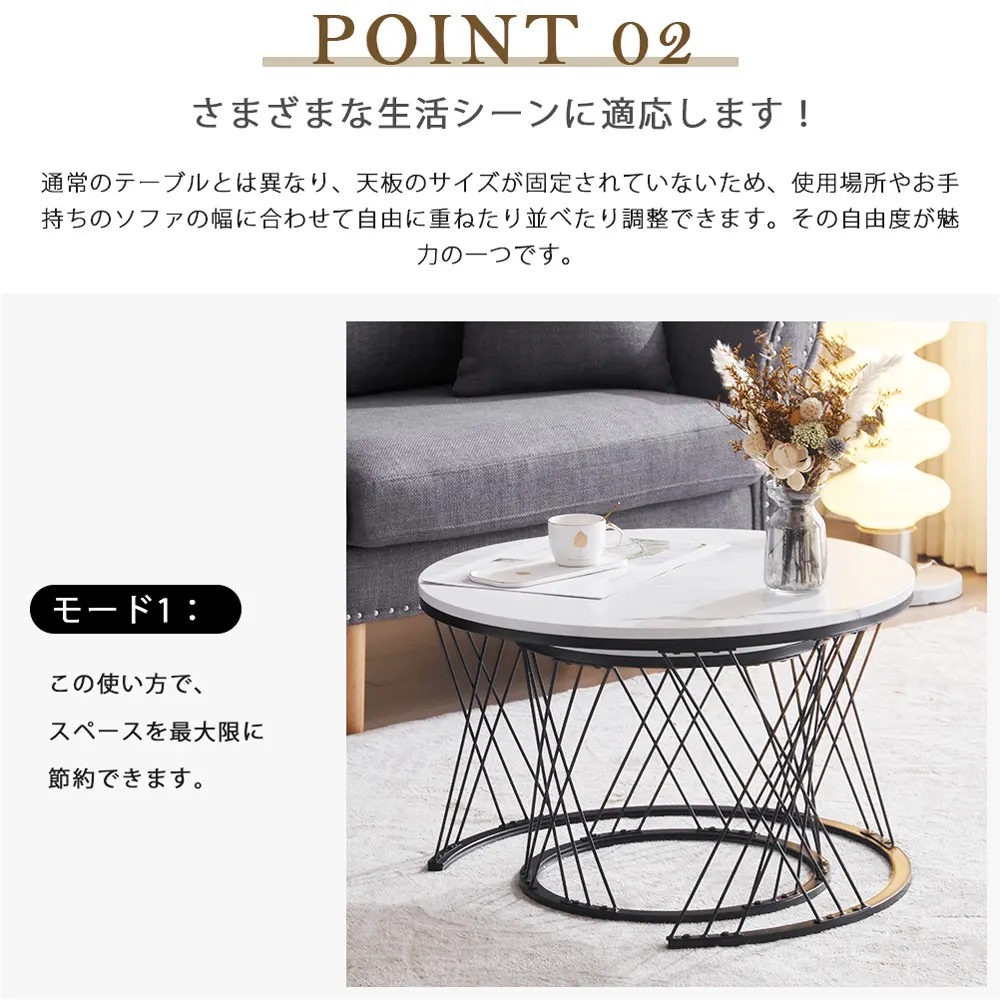 POINT 02
さまざまな生活シーンに適応します！
通常のテーブルとは異なり、天板のサイズが固定されていないため、使用場所やお手
持ちのソファの幅に合わせて自由に重ねたり並べたり調整できます。その自由度が魅
力の一つです。
モード1：
この使い方で、
スペースを最大限に
節約できます。